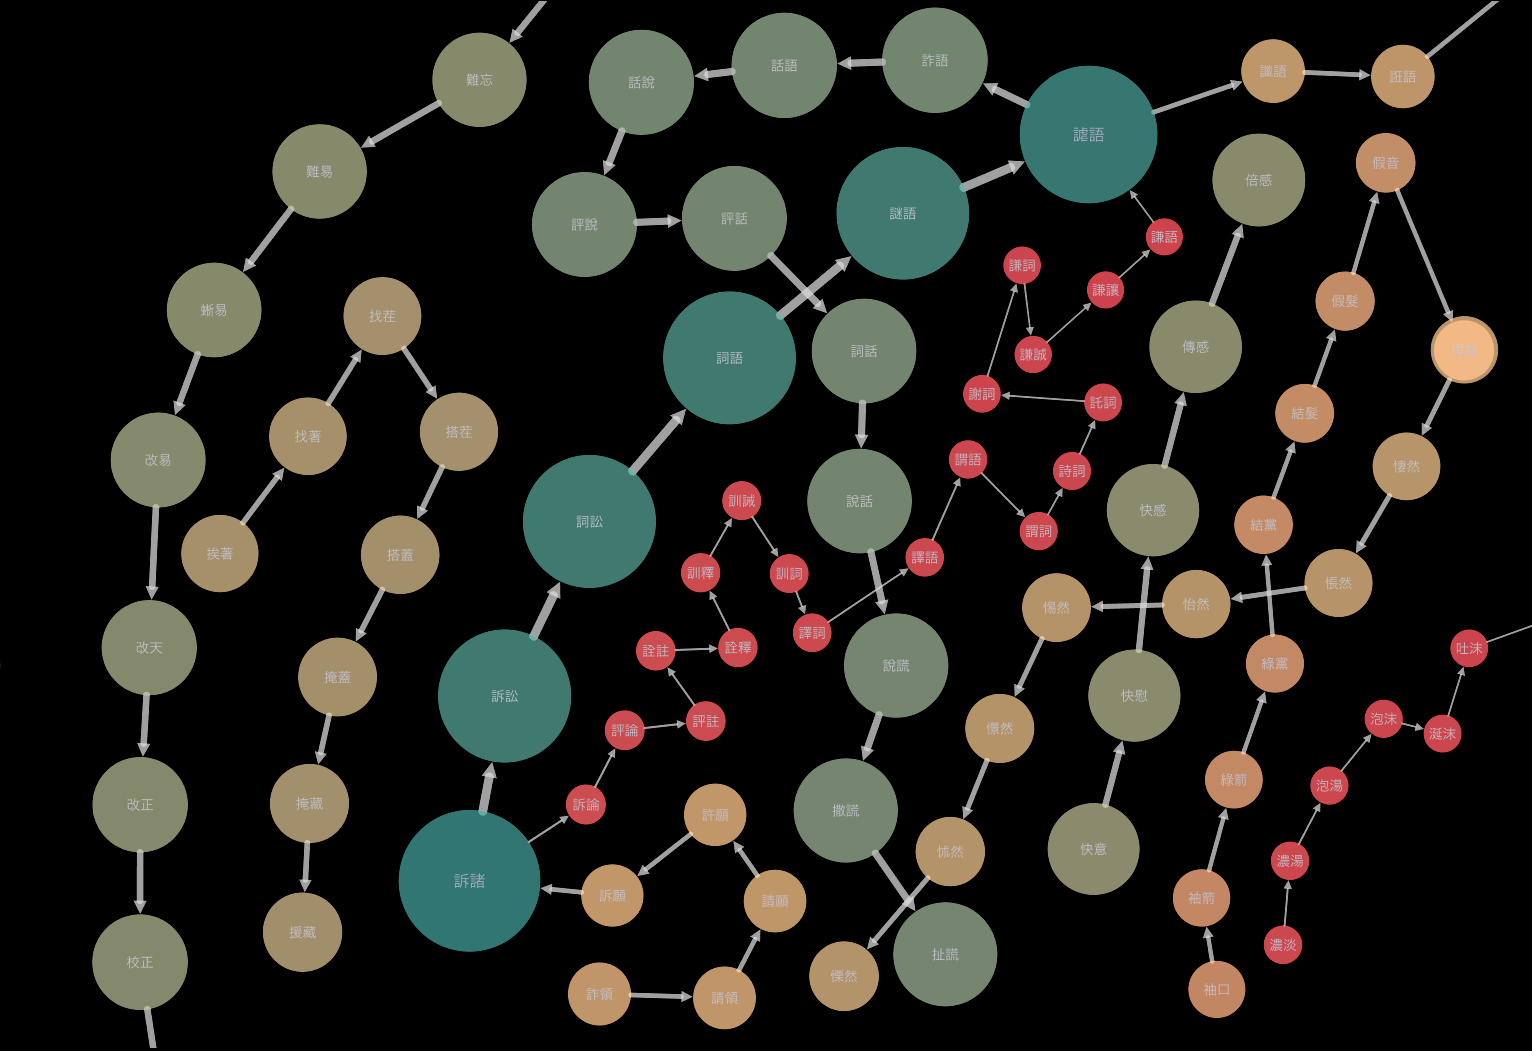 難忘
難易
蜥易
改易
改天
改正
校正
挨著
找著
找茬
搭茬
搭蓋
掩蓋
掩藏
援藏
話說
話語
詐語
謔語
評說
評話
謎語
詞語
詞話
詞訟
訴訟
訴諸
說話
說謊
撒謊
扯謊
讖語
誑語
謙語
謙讓
謙誠
謙詞
謝詞
託詞
詩詞
謂詞
謂語
譯語
譯詞
訓詞
訓誡
訓釋
詮釋
詮註
評註
評論
訴論
許願
訴願
請願
請領
詐領
倍感
傳感
快感
快慰
快意
假音
假髮
結髮
結黨
綠黨
綠箭
袖箭
袖口
悽然
悵然
怡然
惕然
憬然
慌然
慄然
吐沫
涎沫
泡沫
泡湯
濃湯
濃淡